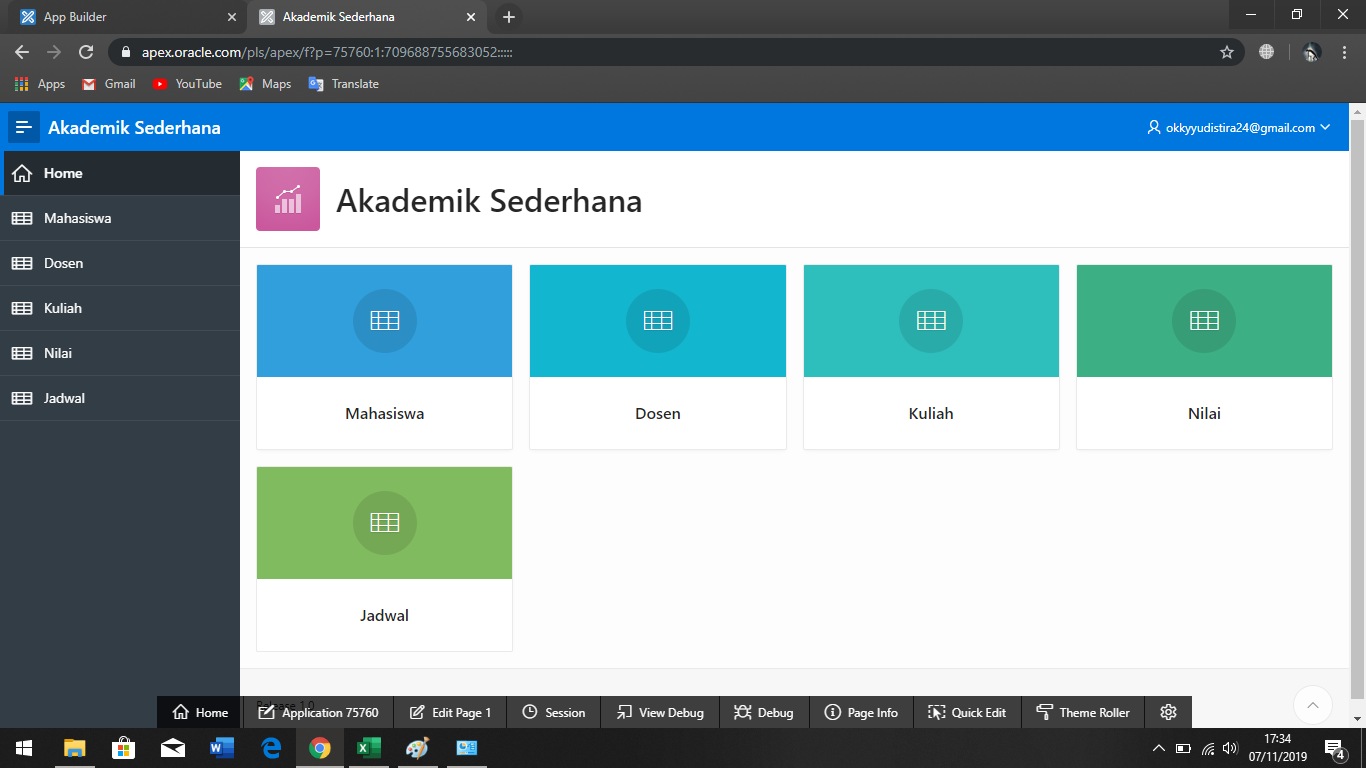 App Builder
Akademik Sederhana
apex.oracle.com/pls/apex/f?p=75760:1:709688755683052:::::
Apps
Gmail
YouTube
Maps
Translate
Akademik Sederhana
okkyyudistira24@gmail.com
Home
Mahasiswa
Dosen
Kuliah
Nilai
Jadwal
Akademik Sederhana
Mahasiswa
Dosen
Kuliah
Nilai
Jadwal
Release 1.0
Home
Application 75760
Edit Page 1
Session
View Debug
Debug
Page Info
Quick Edit
Theme Roller
17:34
07/11/2019
4